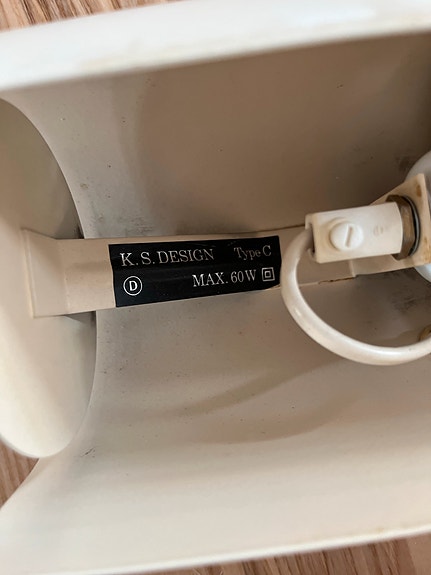 K. S. DESIGN Type C
D MAX. 60W